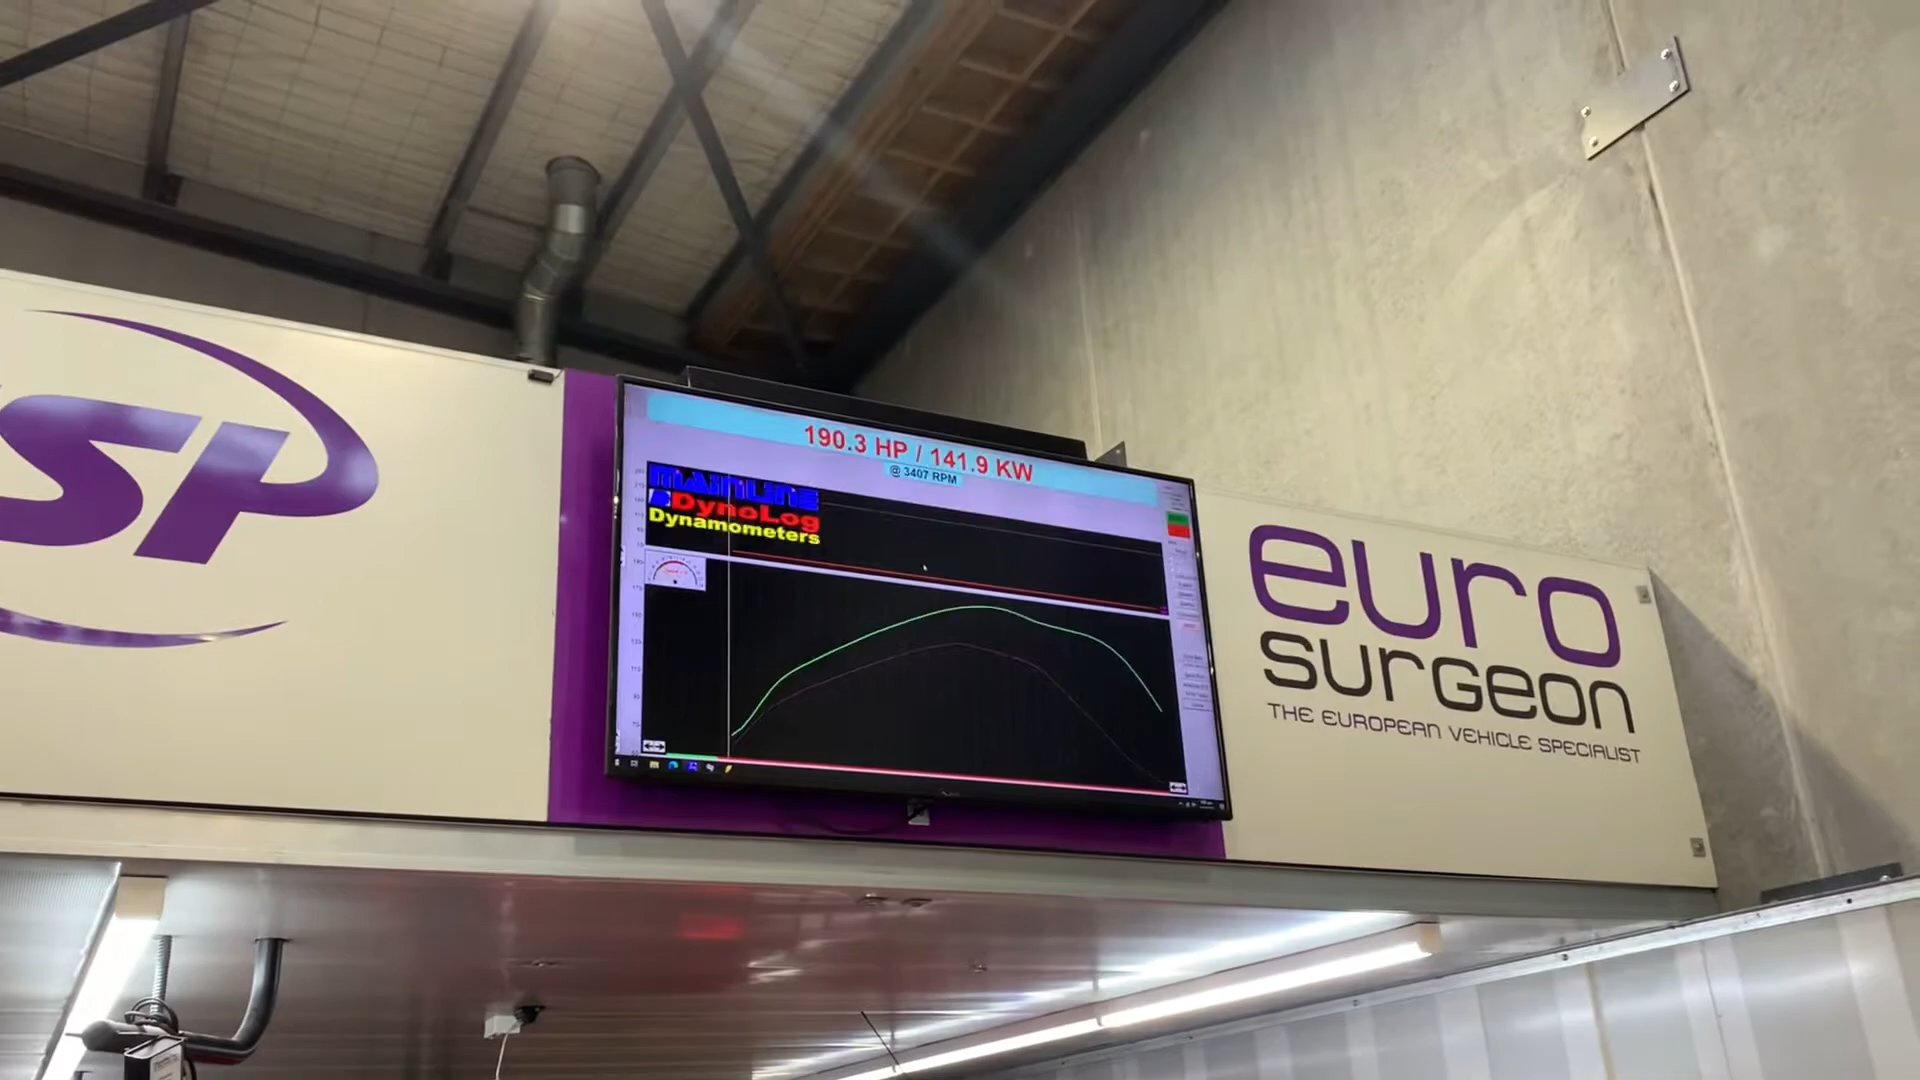 SP
190.3 HP / 141.9 KW
@ 3407 RPM
MAINLINE
DynoLog
Dynamometers
euro
surgeon
THE EUROPEAN VEHICLE SPECIALIST